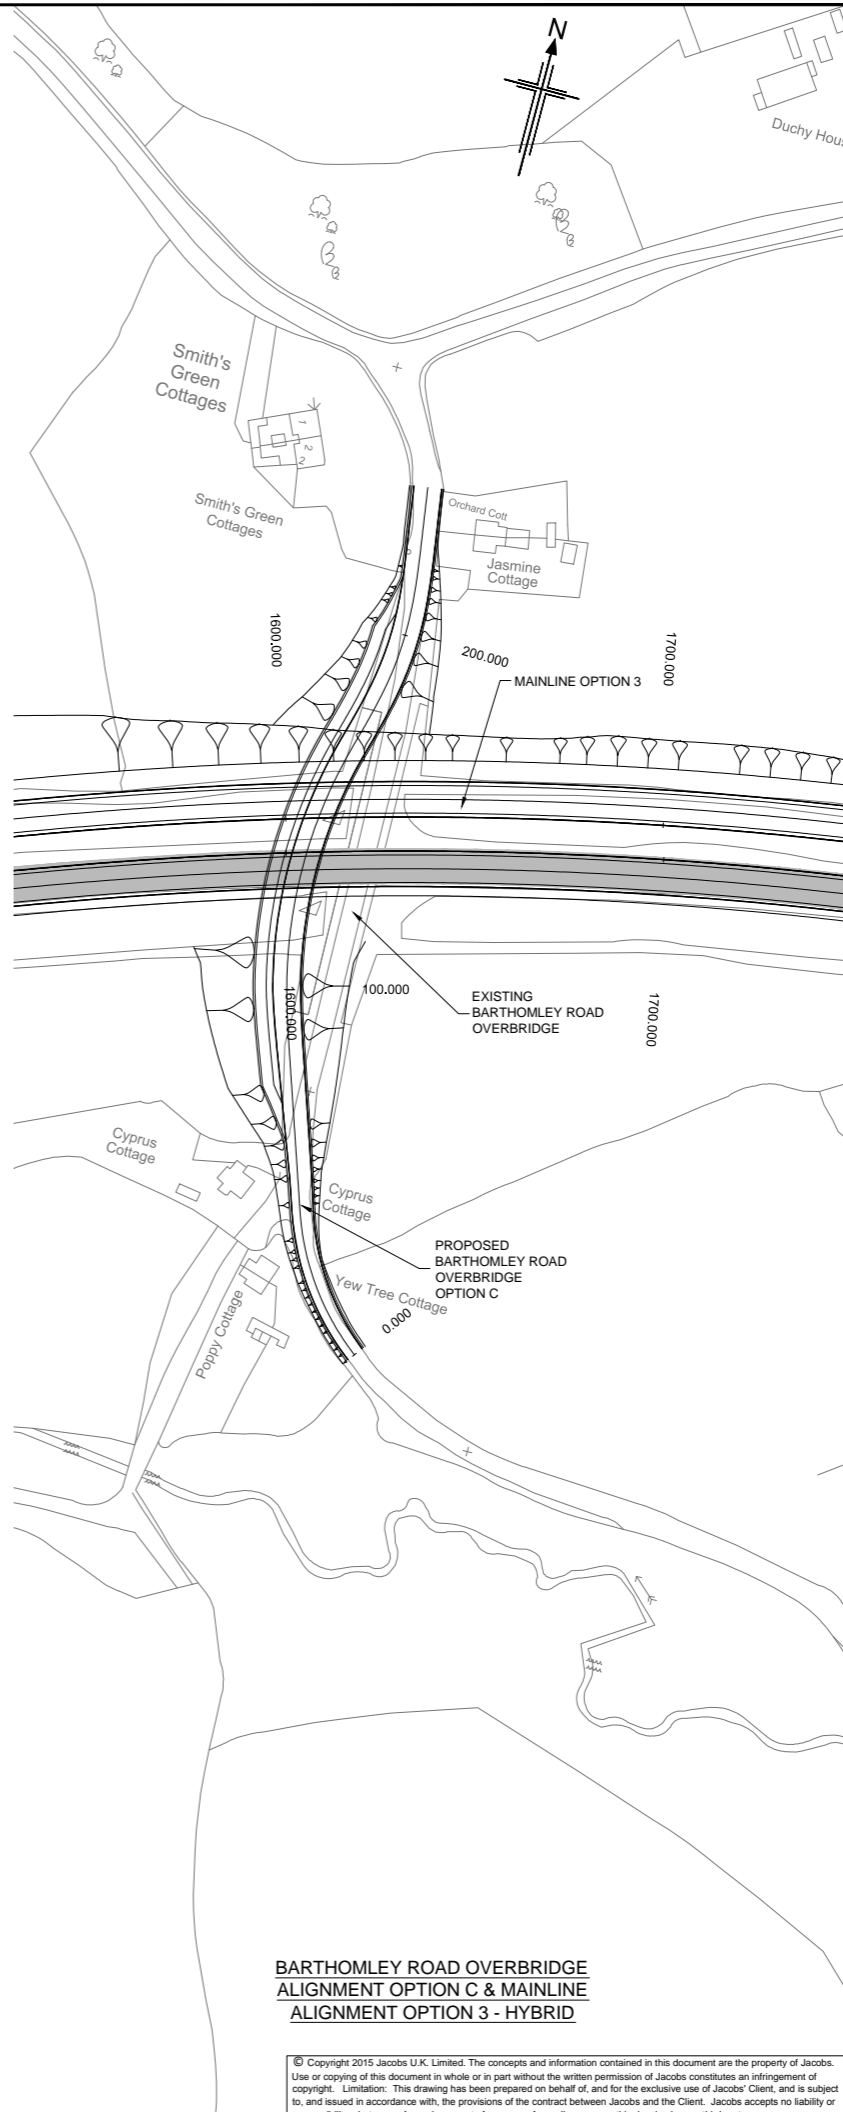 N
Duchy Hous
Smith's
Green
Cottages
1
2
2
Smith's Green
Cottages
Orchard Cott
Jasmine
Cottage
1600.000
200.000
1700.000
MAINLINE OPTION 3
100.000
1600.000
EXISTING
BARTHOMLEY ROAD
OVERBRIDGE
1700.000
Cyprus
Cottage
Cyprus
Cottage
PROPOSED
BARTHOMLEY ROAD
OVERBRIDGE
OPTION C
Yew Tree Cottage
0.000
Poppy Cottage
BARTHOMLEY ROAD OVERBRIDGE
ALIGNMENT OPTION C & MAINLINE
ALIGNMENT OPTION 3 - HYBRID
© Copyright 2015 Jacobs U.K. Limited. The concepts and information contained in this document are the property of Jacobs.
Use or copying of this document in whole or in part without the written permission of Jacobs constitutes an infringement of
copyright. Limitation: This drawing has been prepared on behalf of, and for the exclusive use of Jacobs' Client, and is subject
to, and issued in accordance with, the provisions of the contract between Jacobs and the Client. Jacobs accepts no liability or